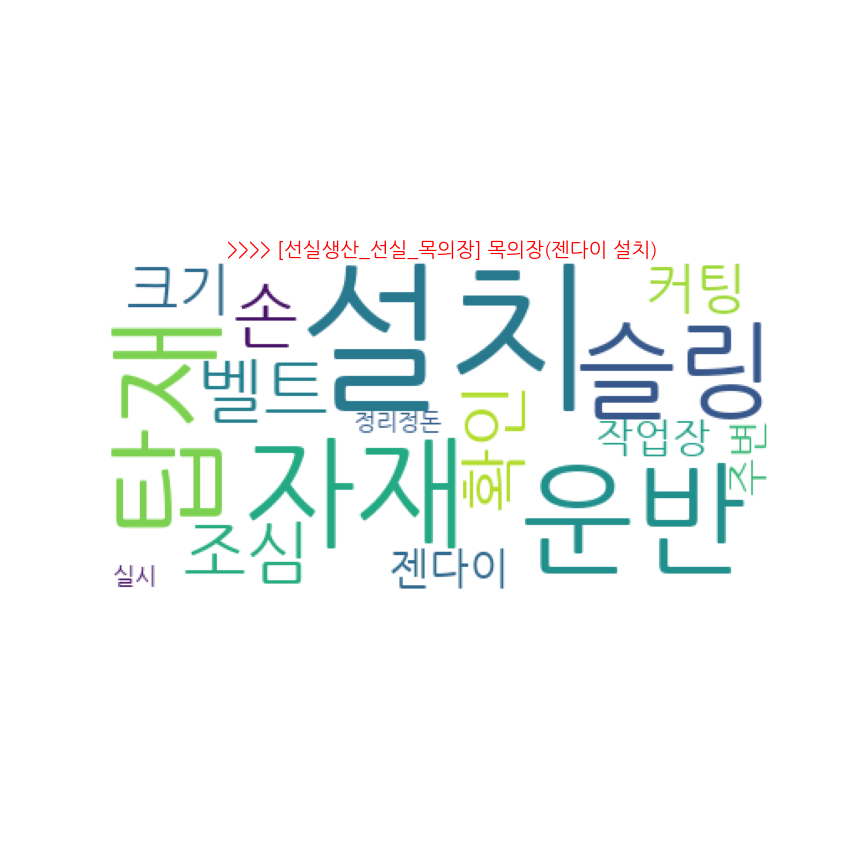 >>>> [선실생산_선실_목의장] 목의장(젠다이 설치)
크기
손
설치
커팅
탑재
벨트
슬링
정리정돈
확인
작업장
주변
자재
운반
조심
젠다이
실시